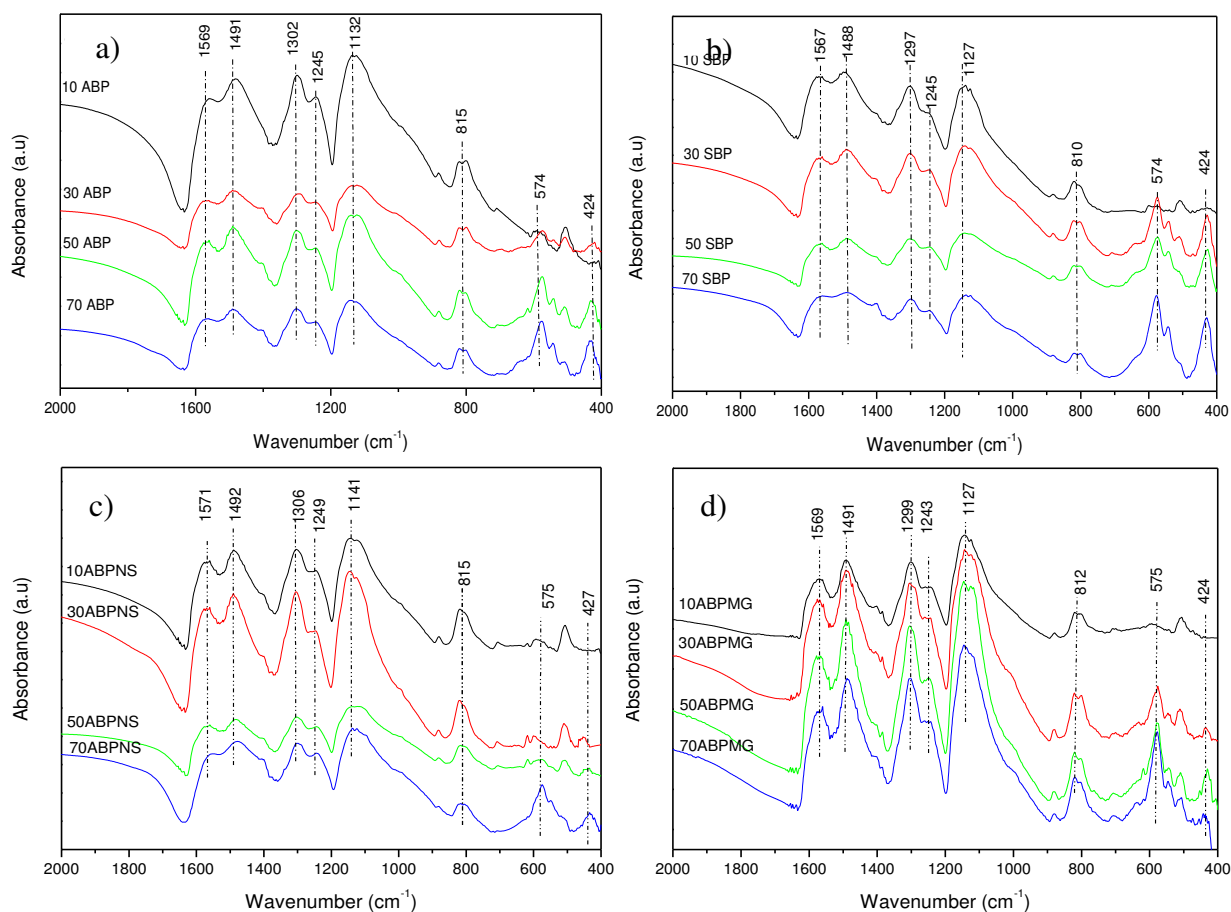 a)
1569
1491
1302
1245
1132
815
574
424
10 ABP
30 ABP
50 ABP
70 ABP
Absorbance (a.u)
2000 1600 1200 800 400
Wavenumber (cm⁻¹)
b)
1567
1488
1297
1245
1127
810
574
424
10 SBP
30 SBP
50 SBP
70 SBP
Absorbance (a.u)
2000 1800 1600 1400 1200 1000 800 600 400
Wavenumber (cm⁻¹)
c)
1571
1492
1306
1249
1141
815
575
427
10ABPNS
30ABPNS
50ABPNS
70ABPNS
Absorbance (a.u)
2000 1800 1600 1400 1200 1000 800 600 400
Wavenumber (cm⁻¹)
d)
1569
1491
1299
1243
1127
812
575
424
10ABPMG
30ABPMG
50ABPMG
70ABPMG
Absorbance (a.u)
2000 1800 1600 1400 1200 1000 800 600 400
Wavenumber (cm⁻¹)